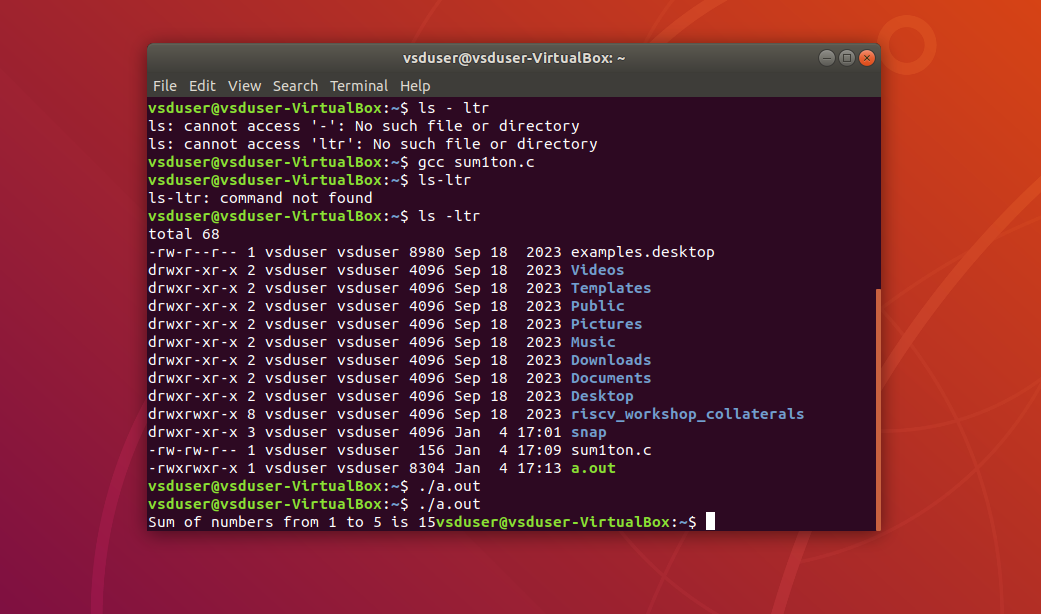 vsduser@vsduser-VirtualBox: ~
File Edit View Search Terminal Help
vsduser@vsduser-VirtualBox:~$ ls - ltr
ls: cannot access '-': No such file or directory
ls: cannot access 'ltr': No such file or directory
vsduser@vsduser-VirtualBox:~$ gcc sum1ton.c
vsduser@vsduser-VirtualBox:~$ ls-ltr
ls-ltr: command not found
vsduser@vsduser-VirtualBox:~$ ls -ltr
total 68
-rw-r--r-- 1 vsduser vsduser 8980 Sep 18  2023 examples.desktop
drwxr-xr-x 2 vsduser vsduser 4096 Sep 18  2023 Videos
drwxr-xr-x 2 vsduser vsduser 4096 Sep 18  2023 Templates
drwxr-xr-x 2 vsduser vsduser 4096 Sep 18  2023 Public
drwxr-xr-x 2 vsduser vsduser 4096 Sep 18  2023 Pictures
drwxr-xr-x 2 vsduser vsduser 4096 Sep 18  2023 Music
drwxr-xr-x 2 vsduser vsduser 4096 Sep 18  2023 Downloads
drwxr-xr-x 2 vsduser vsduser 4096 Sep 18  2023 Documents
drwxr-xr-x 2 vsduser vsduser 4096 Sep 18  2023 Desktop
drwxrwxr-x 8 vsduser vsduser 4096 Sep 18  2023 riscv_workshop_collaterals
drwxr-xr-x 3 vsduser vsduser 4096 Jan  4 17:01 snap
-rw-rw-r-- 1 vsduser vsduser  156 Jan  4 17:09 sum1ton.c
-rwxrwxr-x 1 vsduser vsduser 8304 Jan  4 17:13 a.out
vsduser@vsduser-VirtualBox:~$ ./a.out
vsduser@vsduser-VirtualBox:~$ ./a.out
Sum of numbers from 1 to 5 is 15vsduser@vsduser-VirtualBox:~$